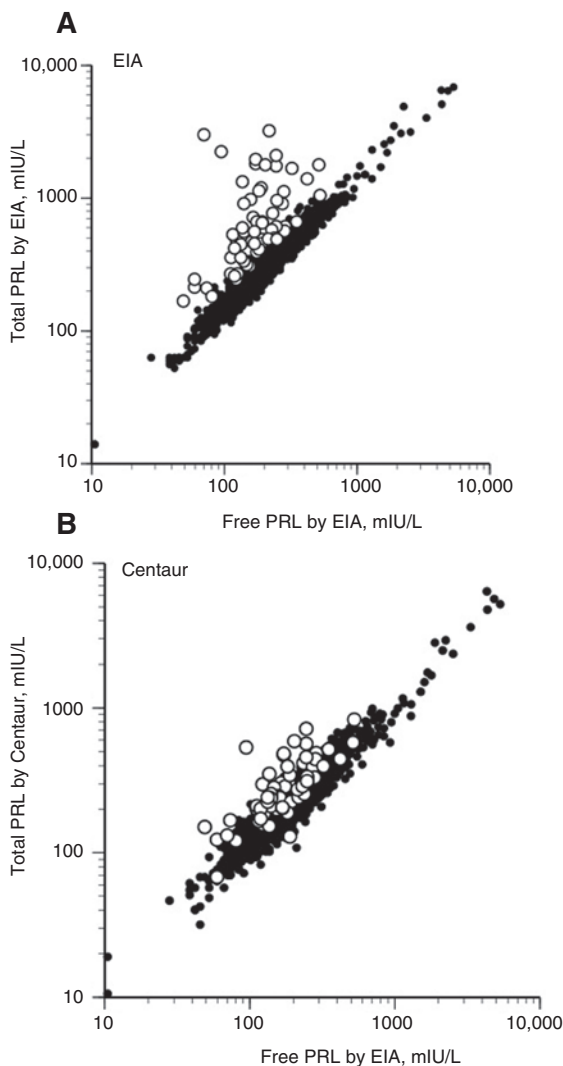 A
EIA
10,000
1000
100
10
Total PRL by EIA, mIU/L
10 100 1000 10,000
Free PRL by EIA, mIU/L
B
Centaur
10,000
1000
100
10
Total PRL by Centaur, mIU/L
10 100 1000 10,000
Free PRL by EIA, mIU/L